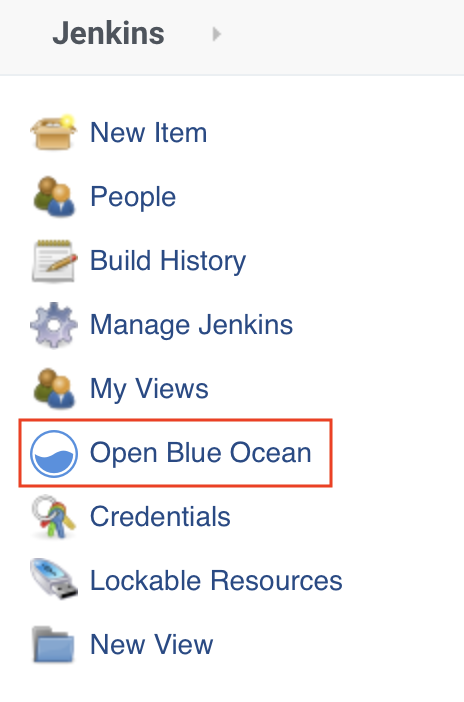 Jenkins
New Item
People
Build History
Manage Jenkins
My Views
Open Blue Ocean
Credentials
Lockable Resources
New View